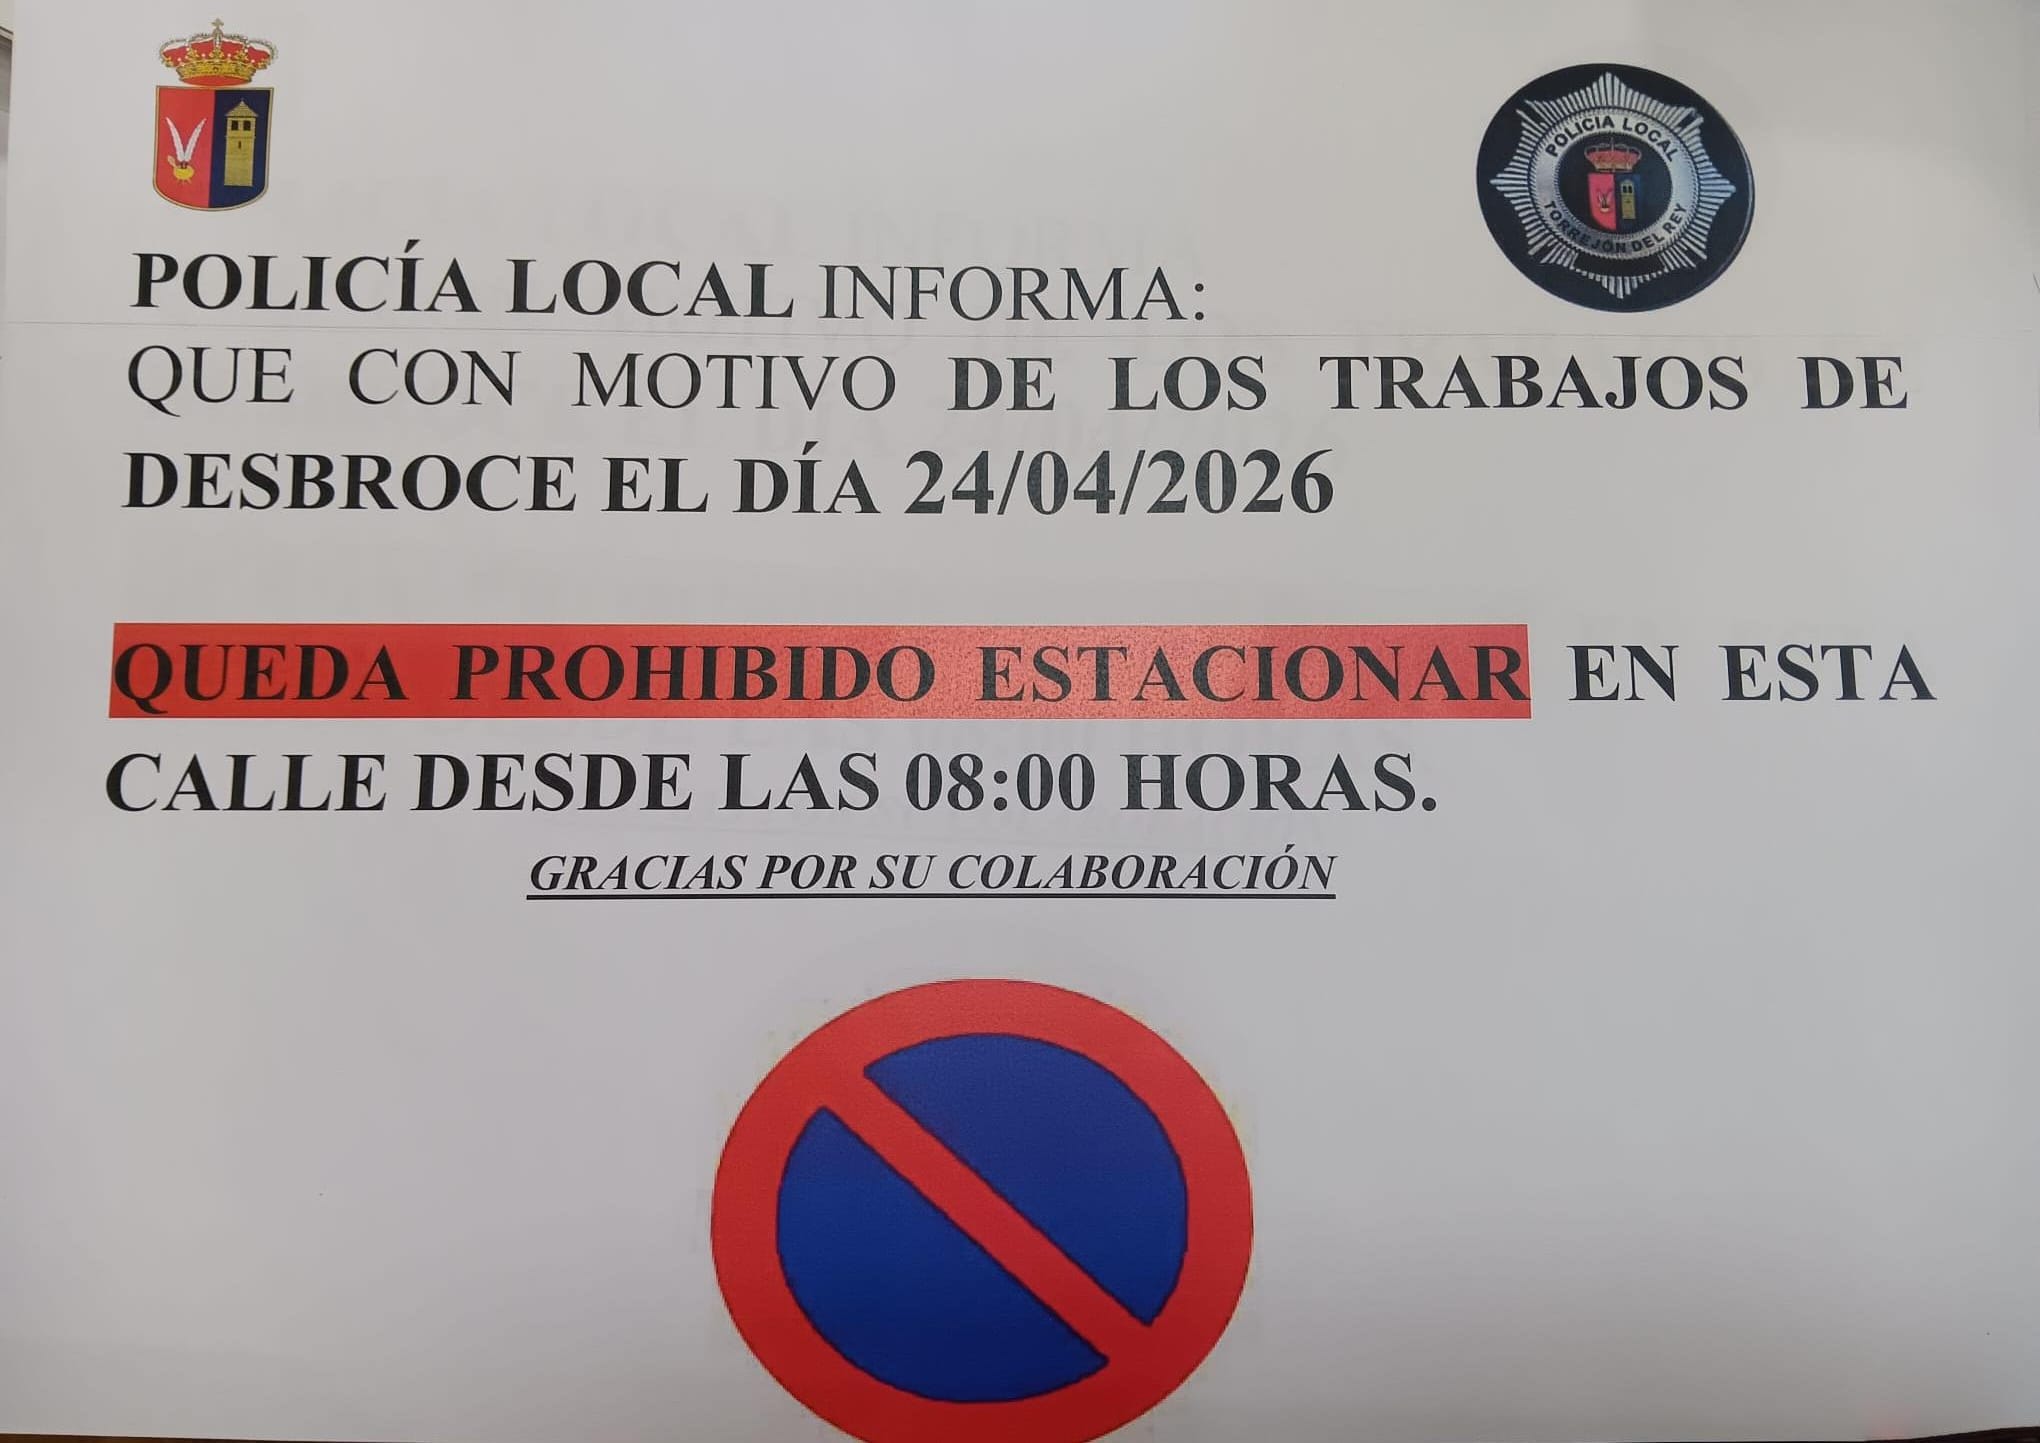 POLICIA LOCAL
TORREJÓN DEL REY
POLICÍA LOCAL INFORMA:
QUE CON MOTIVO DE LOS TRABAJOS DE
DESBROCE EL DÍA 24/04/2026
QUEDA PROHIBIDO ESTACIONAR EN ESTA
CALLE DESDE LAS 08:00 HORAS.
GRACIAS POR SU COLABORACIÓN